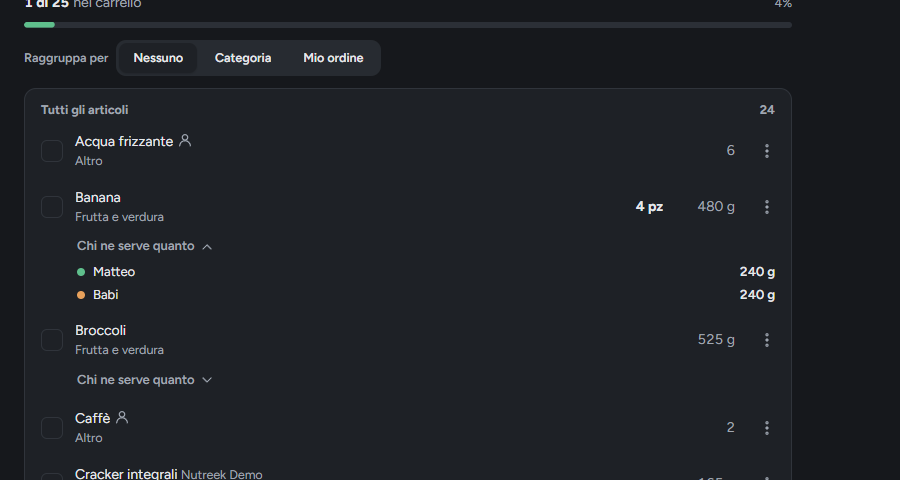 1 di 25 nel carrello 4%
Raggruppa per Nessuno Categoria Mio ordine
Tutti gli articoli 24
Acqua frizzante 6
Altro
Banana 4 pz 480 g
Frutta e verdura
Chi ne serve quanto
Matteo 240 g
Babi 240 g
Broccoli 525 g
Frutta e verdura
Chi ne serve quanto
Caffè 2
Altro
Cracker integrali Nutreek Demo